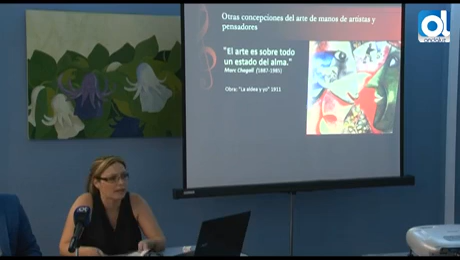 Otras concepciones del arte de manos de artistas y
pensadores
"El arte es sobre todo
un estado del alma."
Marc Chagall (1887-1985)
Obra: "La aldea y yo" 1911